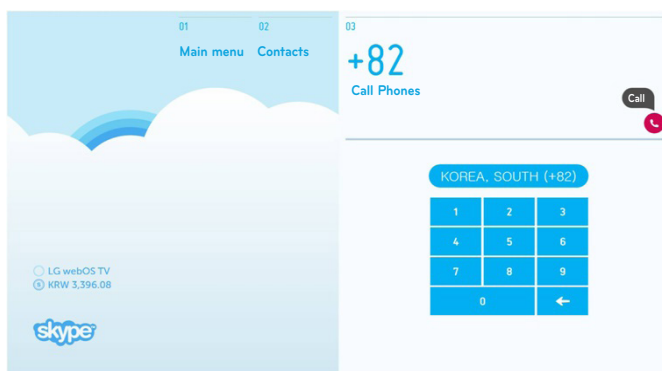 01
02
Main menu
Contacts
LG webOS TV
KRW 3,396.08
skype
03
+82
Call Phones
Call
KOREA, SOUTH (+82)
1 2 3
4 5 6
7 8 9
0